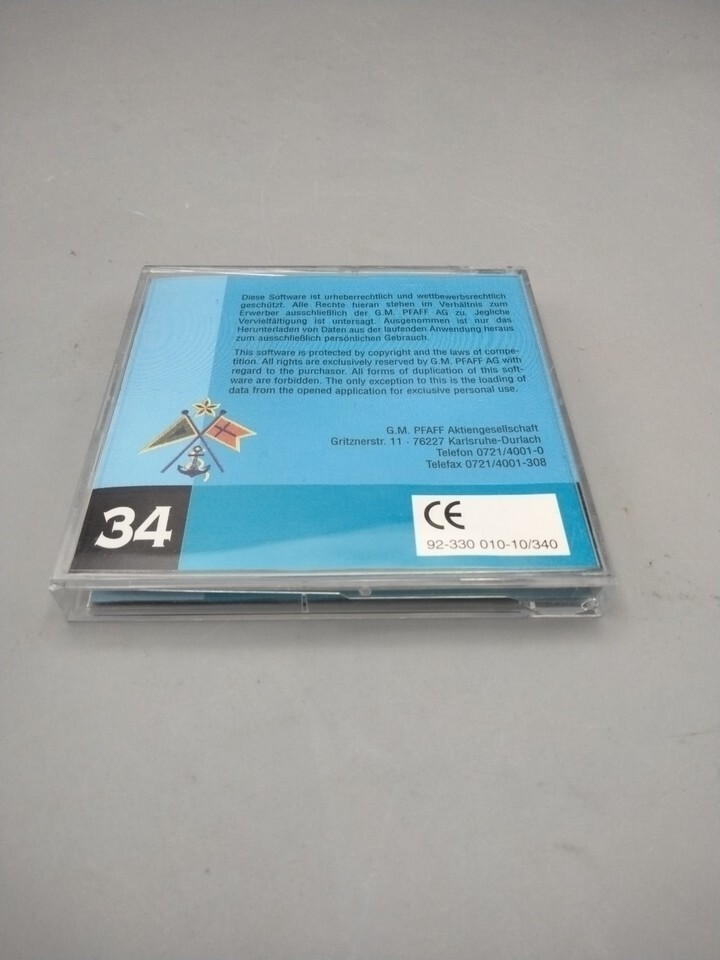 Diese Software ist urheberrechtlich und wettbewerbsrechtlich
geschützt. Alle Rechte hieran stehen im Verhältnis zum
Erwerber ausschließlich der G.M. PFAFF AG zu. Jegliche
Vervielfältigung ist untersagt. Ausgenommen ist nur das
Herunterladen von Daten aus der laufenden Anwendung heraus
zum ausschließlich persönlichen Gebrauch.
This software is protected by copyright and the laws of compe-
tition. All rights are exclusively reserved by G.M. PFAFF AG with
regard to the purchasor. All forms of duplication of this soft-
ware are forbidden. The only exception to this is the loading of
data from the opened application for exclusive personal use.
G.M. PFAFF Aktiengesellschaft
Gritznerstr. 11 · 76227 Karlsruhe-Durlach
Telefon 0721/4001-0
Telefax 0721/4001-308
34
CE
92-330 010-10/340